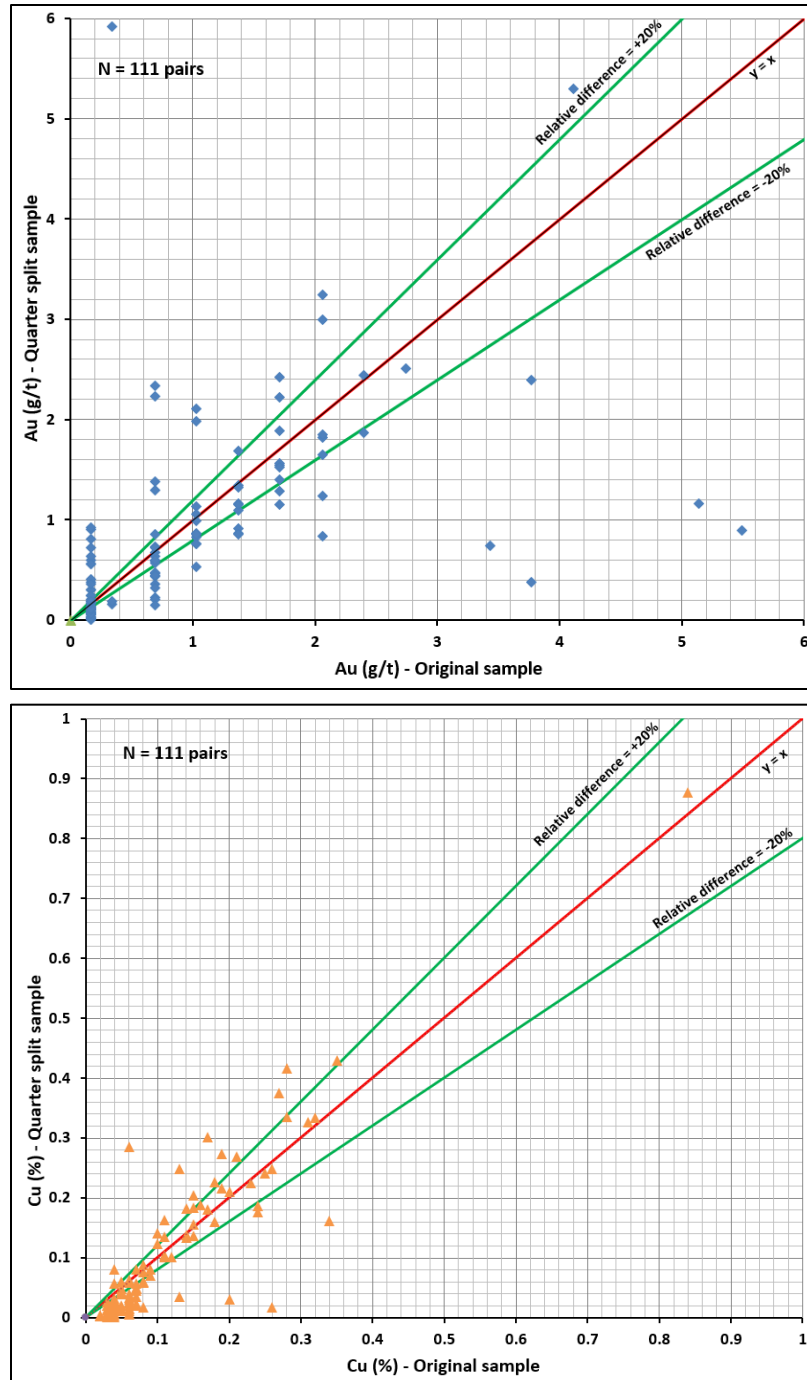 6
N = 111 pairs
Relative difference = +20%
y = x
5
4
Relative difference = -20%
3
2
1
0
Au (g/t) - Quarter split sample
0 1 2 3 4 5 6
Au (g/t) - Original sample
1
N = 111 pairs
Relative difference = +20%
y = x
0.9
0.8
Relative difference = -20%
0.7
0.6
0.5
0.4
0.3
0.2
0.1
0
Cu (%) - Quarter split sample
0 0.1 0.2 0.3 0.4 0.5 0.6 0.7 0.8 0.9 1
Cu (%) - Original sample